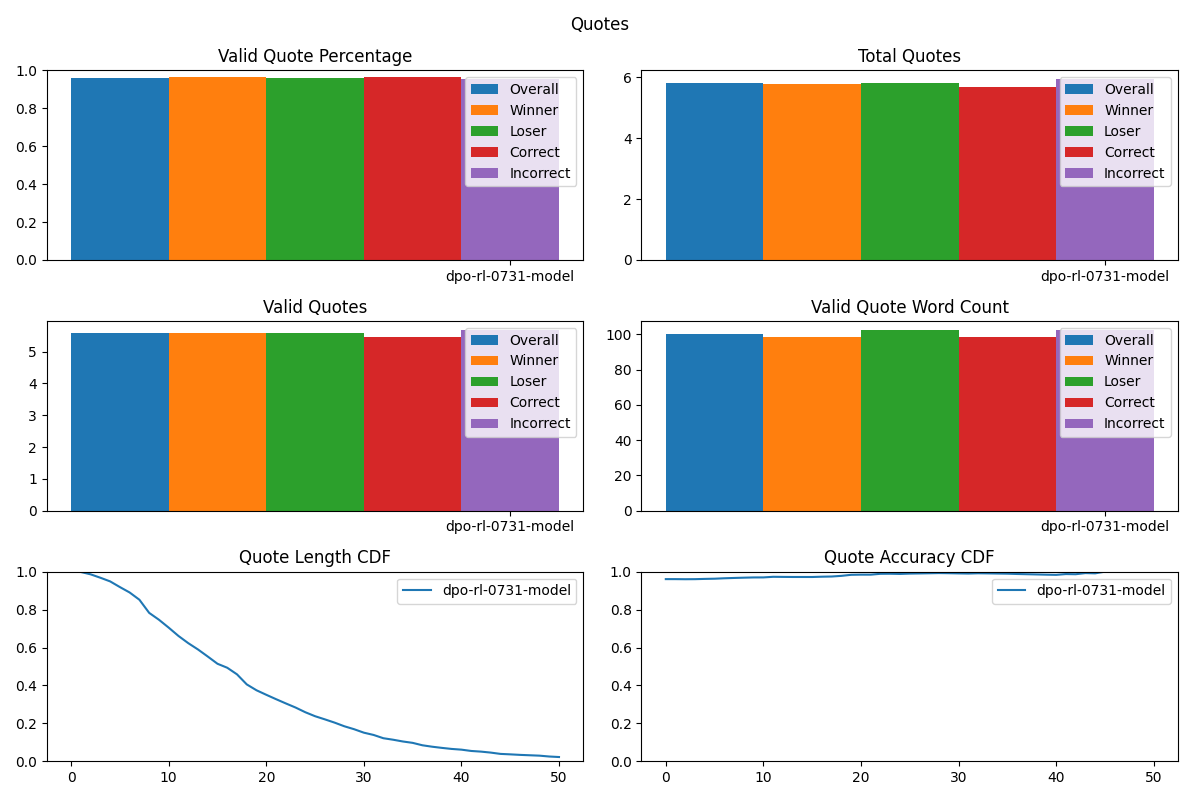 Quotes
Valid Quote Percentage
1.0
0.8
0.6
0.4
0.2
0.0
Overall
Winner
Loser
Correct
Incorrect
dpo-rl-0731-model
Total Quotes
6
4
2
0
Overall
Winner
Loser
Correct
Incorrect
dpo-rl-0731-model
Valid Quotes
5
4
3
2
1
0
Overall
Winner
Loser
Correct
Incorrect
dpo-rl-0731-model
Valid Quote Word Count
100
80
60
40
20
0
Overall
Winner
Loser
Correct
Incorrect
dpo-rl-0731-model
Quote Length CDF
1.0
0.8
0.6
0.4
0.2
0.0
dpo-rl-0731-model
0 10 20 30 40 50
Quote Accuracy CDF
1.0
0.8
0.6
0.4
0.2
0.0
dpo-rl-0731-model
0 10 20 30 40 50